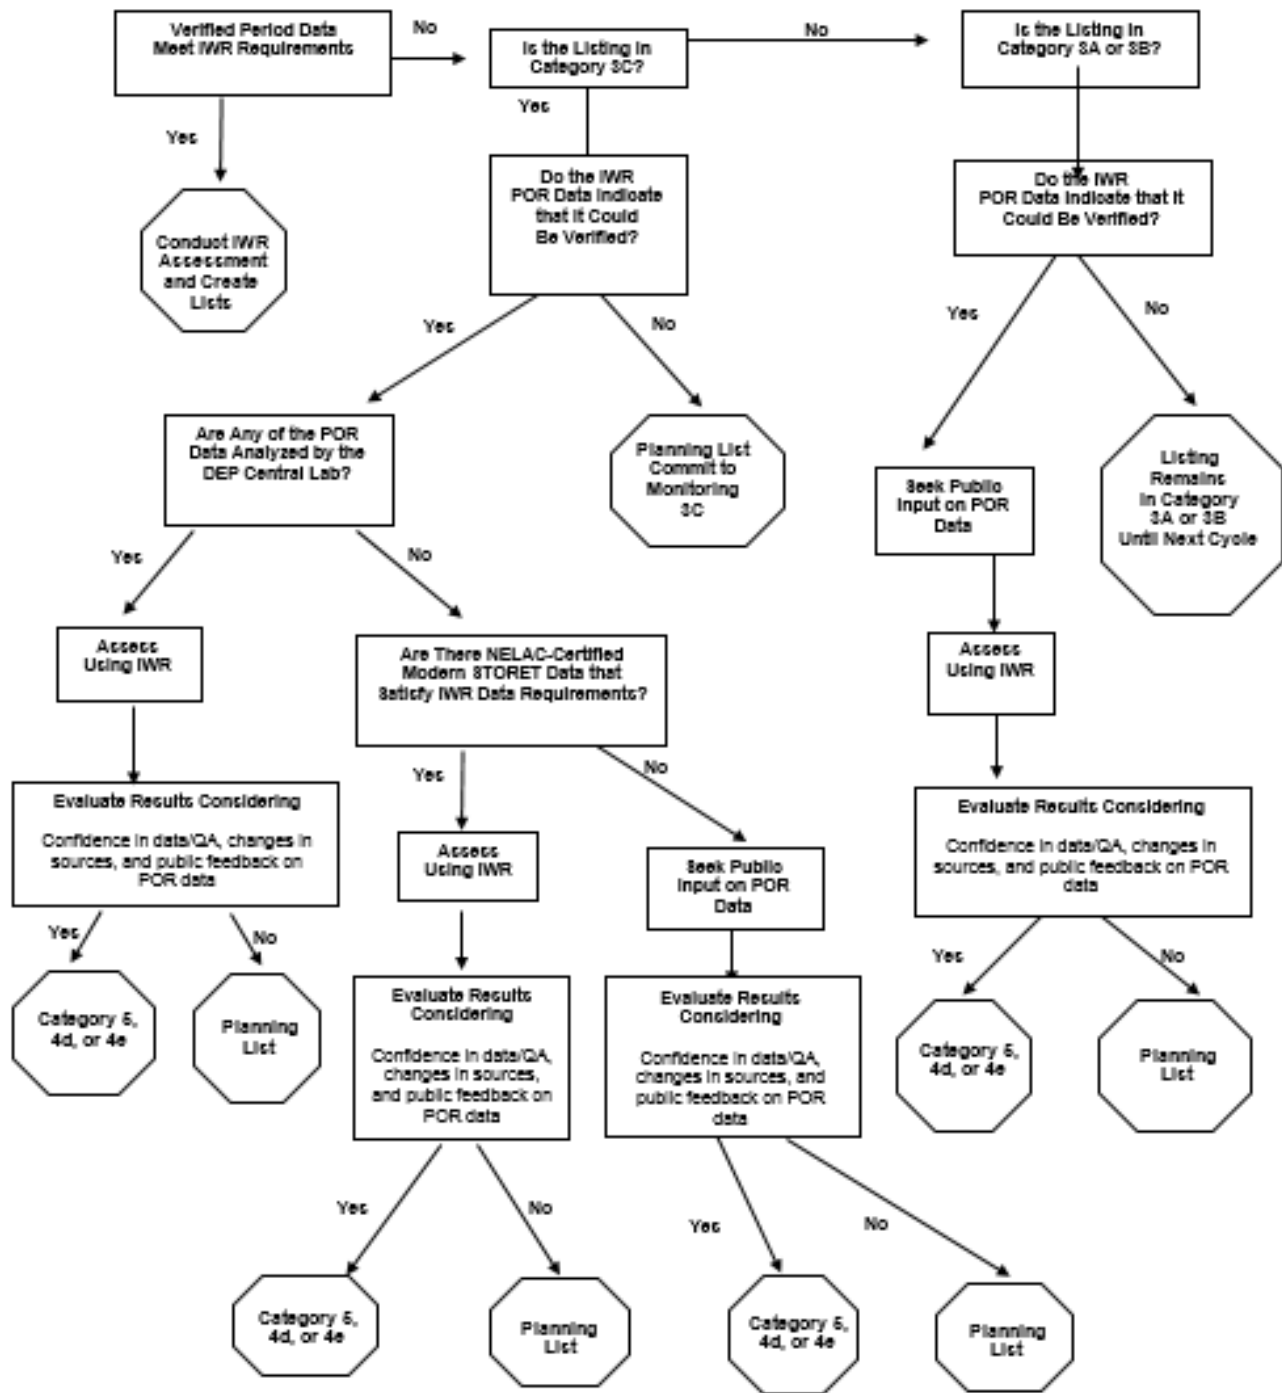 Verified Period Data
Meet IWR Requirements
No
Is the Listing in
Category 3C?
No
Is the Listing in
Category 3A or 3B?
Yes
Conduct IWR
Assessment
and Create
Lists
Yes
Do the IWR
POR Data Indicate
that It Could
Be Verified?
Do the IWR
POR Data Indicate that It
Could Be Verified?
Yes
No
Yes
No
Are Any of the POR
Data Analyzed by the
DEP Central Lab?
Planning List
Commit to
Monitoring
3C
Seek Public
Input on POR
Data
Listing
Remains
In Category
3A or 3B
Until Next Cycle
Yes
No
Assess
Using IWR
Are There NELAC-Certified
Modern STORET Data that
Satisfy IWR Data Requirements?
Assess
Using IWR
Yes
No
Evaluate Results Considering
Confidence in data/QA, changes in
sources, and public feedback on
POR data
Assess
Using IWR
Seek Public
Input on POR
Data
Evaluate Results Considering
Confidence in data/QA, changes in
sources, and public feedback on POR
data
Yes
No
Category 5,
4d, or 4e
Planning
List
Evaluate Results
Considering
Confidence in data/QA,
changes in sources,
and public feedback on
POR data
Evaluate Results
Considering
Confidence in data/QA,
changes in sources, and
public feedback on POR
data
Yes
No
Category 5,
4d, or 4e
Planning
List
Yes
No
Yes
No
Category 5,
4d, or 4e
Planning
List
Category 5,
4d, or 4e
Planning
List